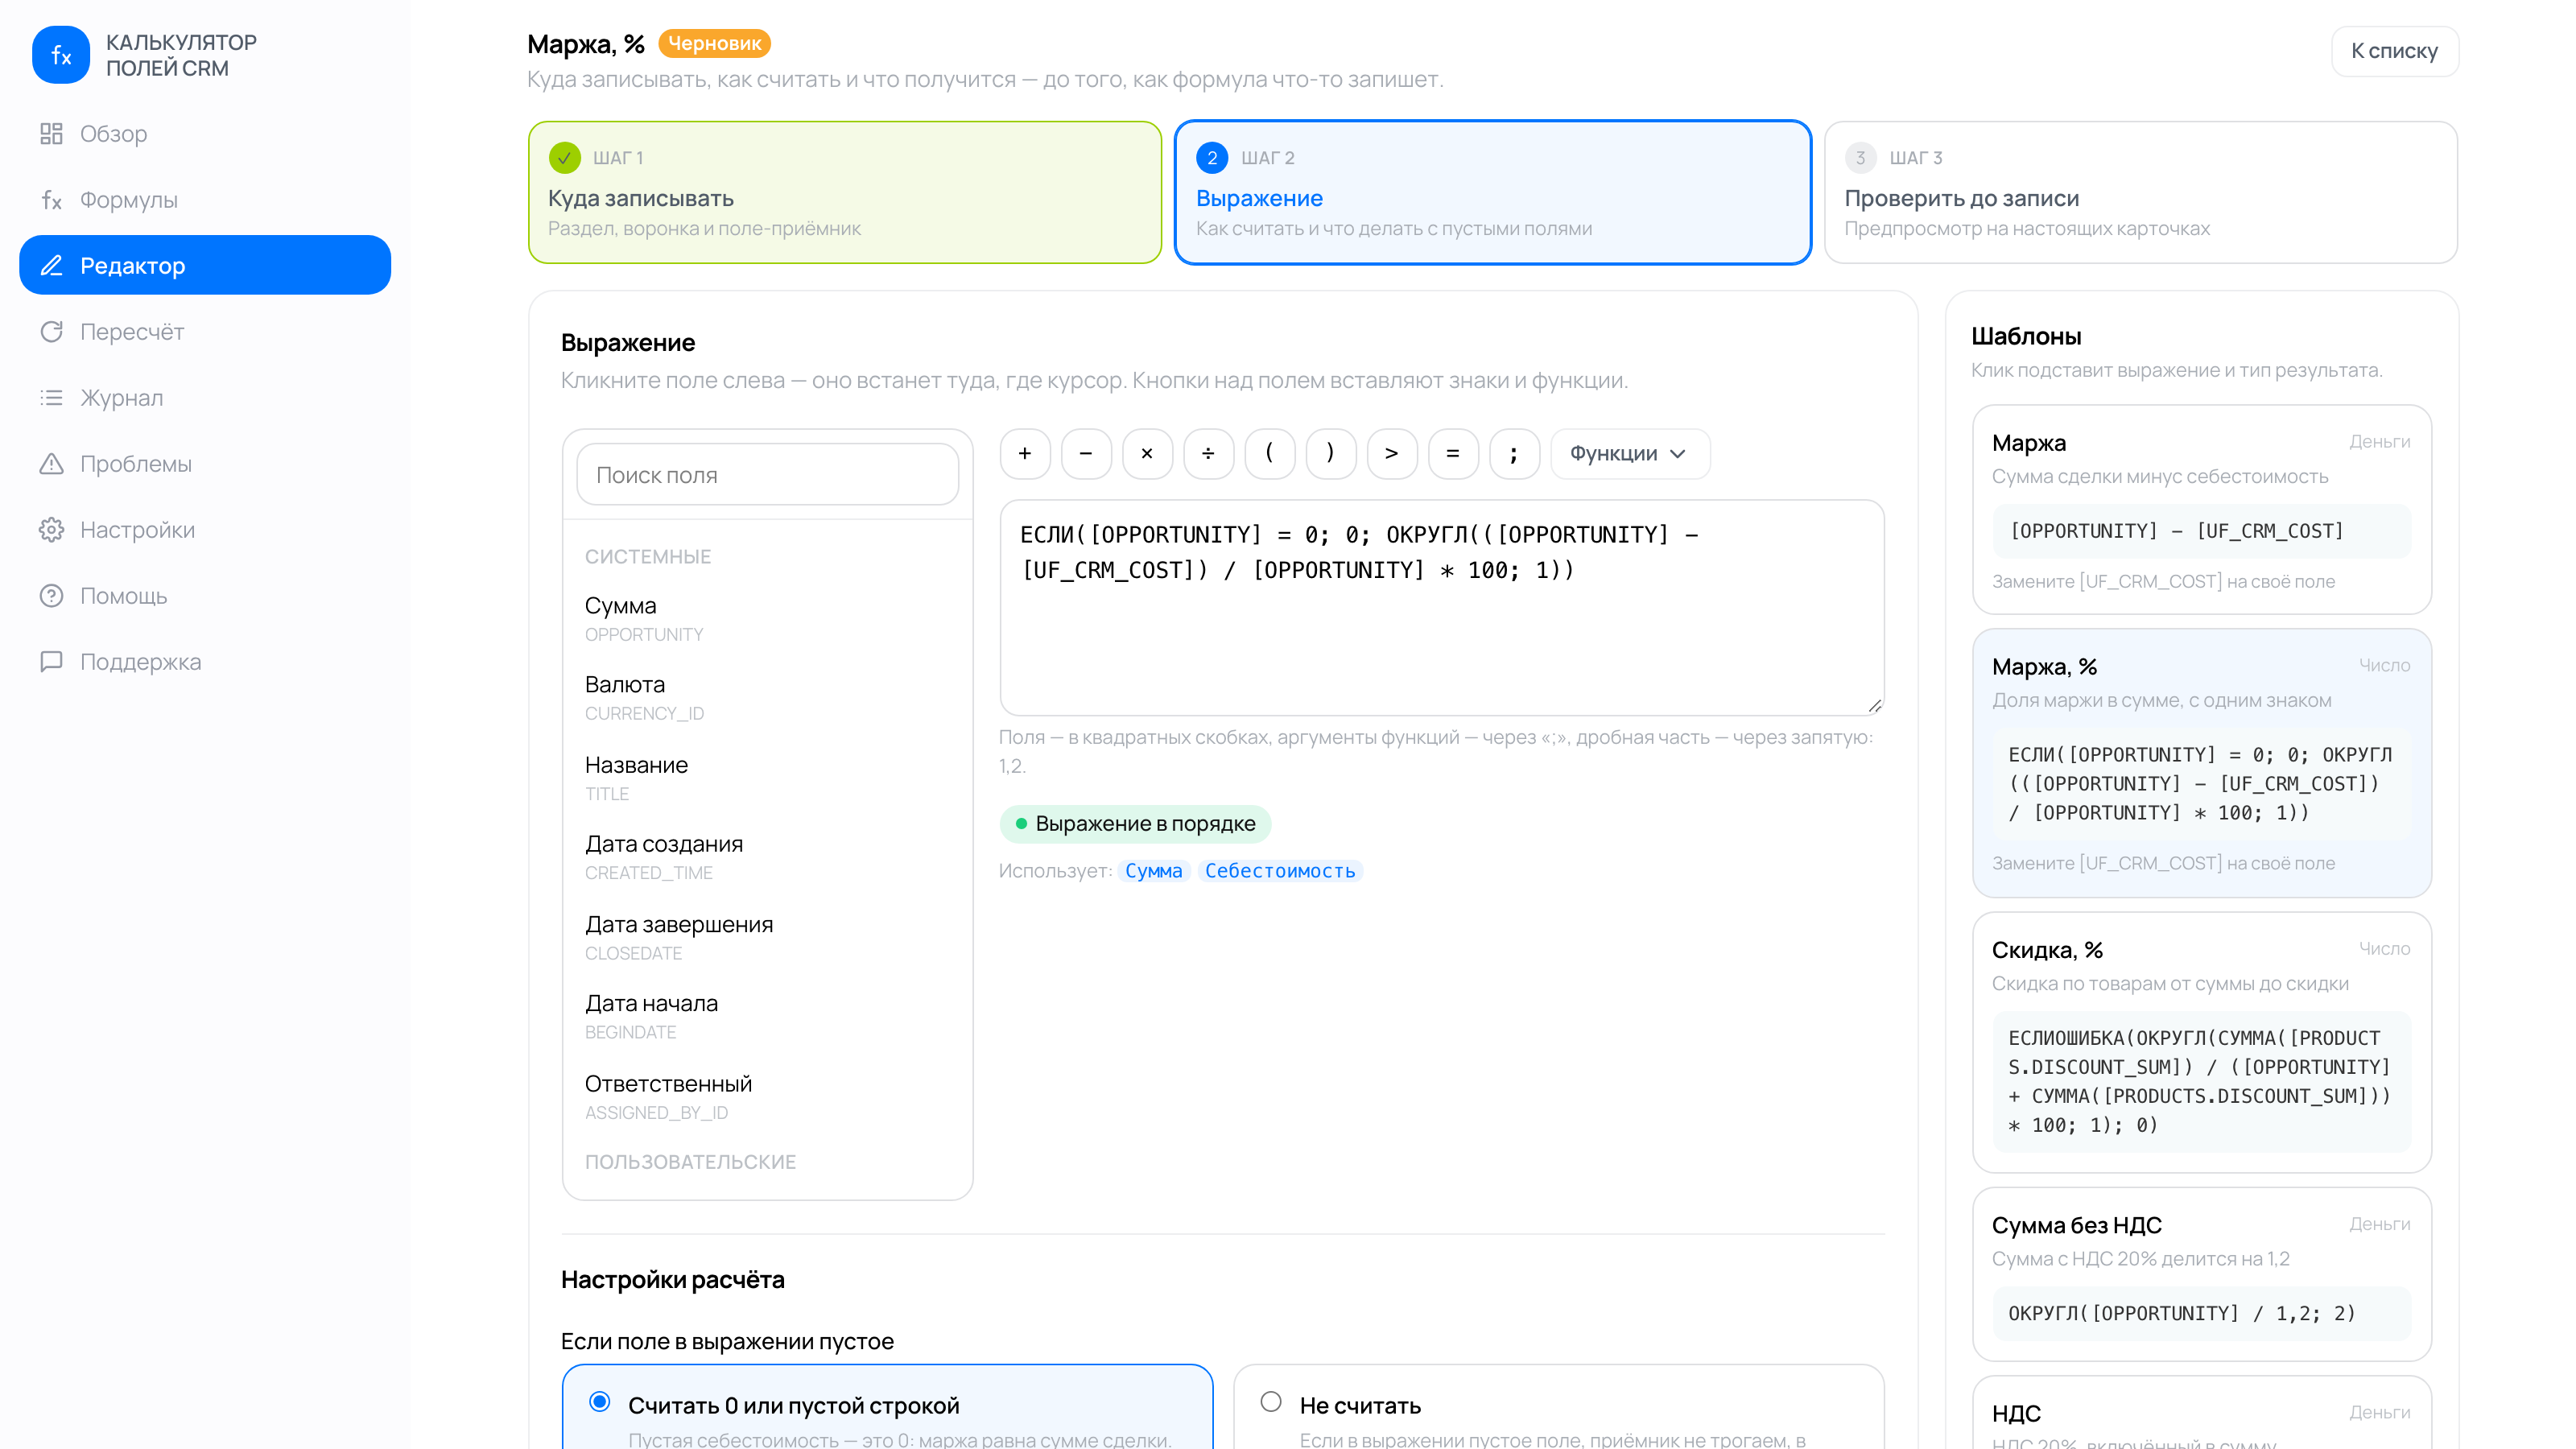 КАЛЬКУЛЯТОР
ПОЛЕЙ CRM
Обзор
Формулы
Редактор
Пересчёт
Журнал
Проблемы
Настройки
Помощь
Поддержка
Маржа, %
Черновик
Куда записывать, как считать и что получится — до того, как формула что-то запишет.
К списку
ШАГ 1
Куда записывать
Раздел, воронка и поле-приёмник
2
ШАГ 2
Выражение
Как считать и что делать с пустыми полями
3
ШАГ 3
Проверить до записи
Предпросмотр на настоящих карточках
Выражение
Кликните поле слева — оно встанет туда, где курсор. Кнопки над полем вставляют знаки и функции.
Поиск поля
СИСТЕМНЫЕ
Сумма
OPPORTUNITY
Валюта
CURRENCY_ID
Название
TITLE
Дата создания
CREATED_TIME
Дата завершения
CLOSEDATE
Дата начала
BEGINDATE
Ответственный
ASSIGNED_BY_ID
ПОЛЬЗОВАТЕЛЬСКИЕ
+ − × ÷ ( ) > = ; Функции
ЕСЛИ([OPPORTUNITY] = 0; 0; ОКРУГЛ(([OPPORTUNITY] −
[UF_CRM_COST]) / [OPPORTUNITY] * 100; 1))
Поля — в квадратных скобках, аргументы функций — через «;», дробная часть — через запятую:
1,2.
Выражение в порядке
Использует: Сумма Себестоимость
Настройки расчёта
Если поле в выражении пустое
Считать 0 или пустой строкой
Пустая себестоимость — это 0: маржа равна сумме сделки.
Не считать
Если в выражении пустое поле, приёмник не трогаем, в
Шаблоны
Клик подставит выражение и тип результата.
Маржа
Деньги
Сумма сделки минус себестоимость
[OPPORTUNITY] − [UF_CRM_COST]
Замените [UF_CRM_COST] на своё поле
Маржа, %
Число
Доля маржи в сумме, с одним знаком
ЕСЛИ([OPPORTUNITY] = 0; 0; ОКРУГЛ
(([OPPORTUNITY] − [UF_CRM_COST])
/ [OPPORTUNITY] * 100; 1))
Замените [UF_CRM_COST] на своё поле
Скидка, %
Число
Скидка по товарам от суммы до скидки
ЕСЛИОШИБКА(ОКРУГЛ(СУММА([PRODUCT
S.DISCOUNT_SUM]) / ([OPPORTUNITY]
+ СУММА([PRODUCTS.DISCOUNT_SUM]))
* 100; 1); 0)
Сумма без НДС
Деньги
Сумма с НДС 20% делится на 1,2
ОКРУГЛ([OPPORTUNITY] / 1,2; 2)
НДС
Деньги
НДС 20%, включённый в сумму